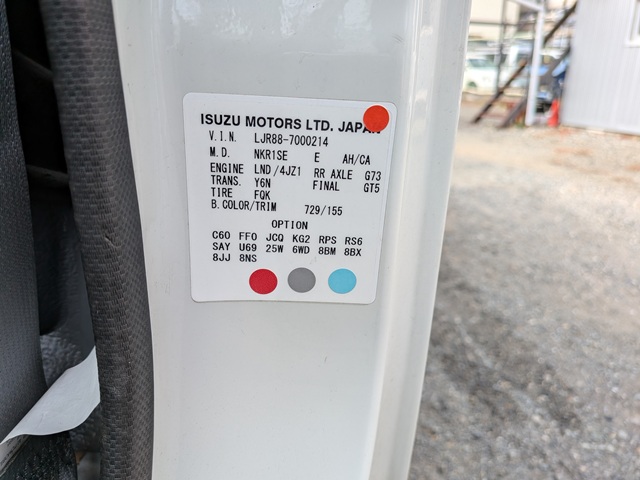 ISUZU MOTORS LTD. JAPAN
V.I.N. LJR88-7000214
M.D. NKR1SE E AH/CA
ENGINE LND/4JZ1 RR AXLE G73
TRANS. Y6N FINAL GT5
TIRE FQK
B.COLOR/TRIM 729/155
OPTION
C60 FF0 JCQ KG2 RPS RS6
SAY U69 25W 6WD 8BM 8BX
8JJ 8NS